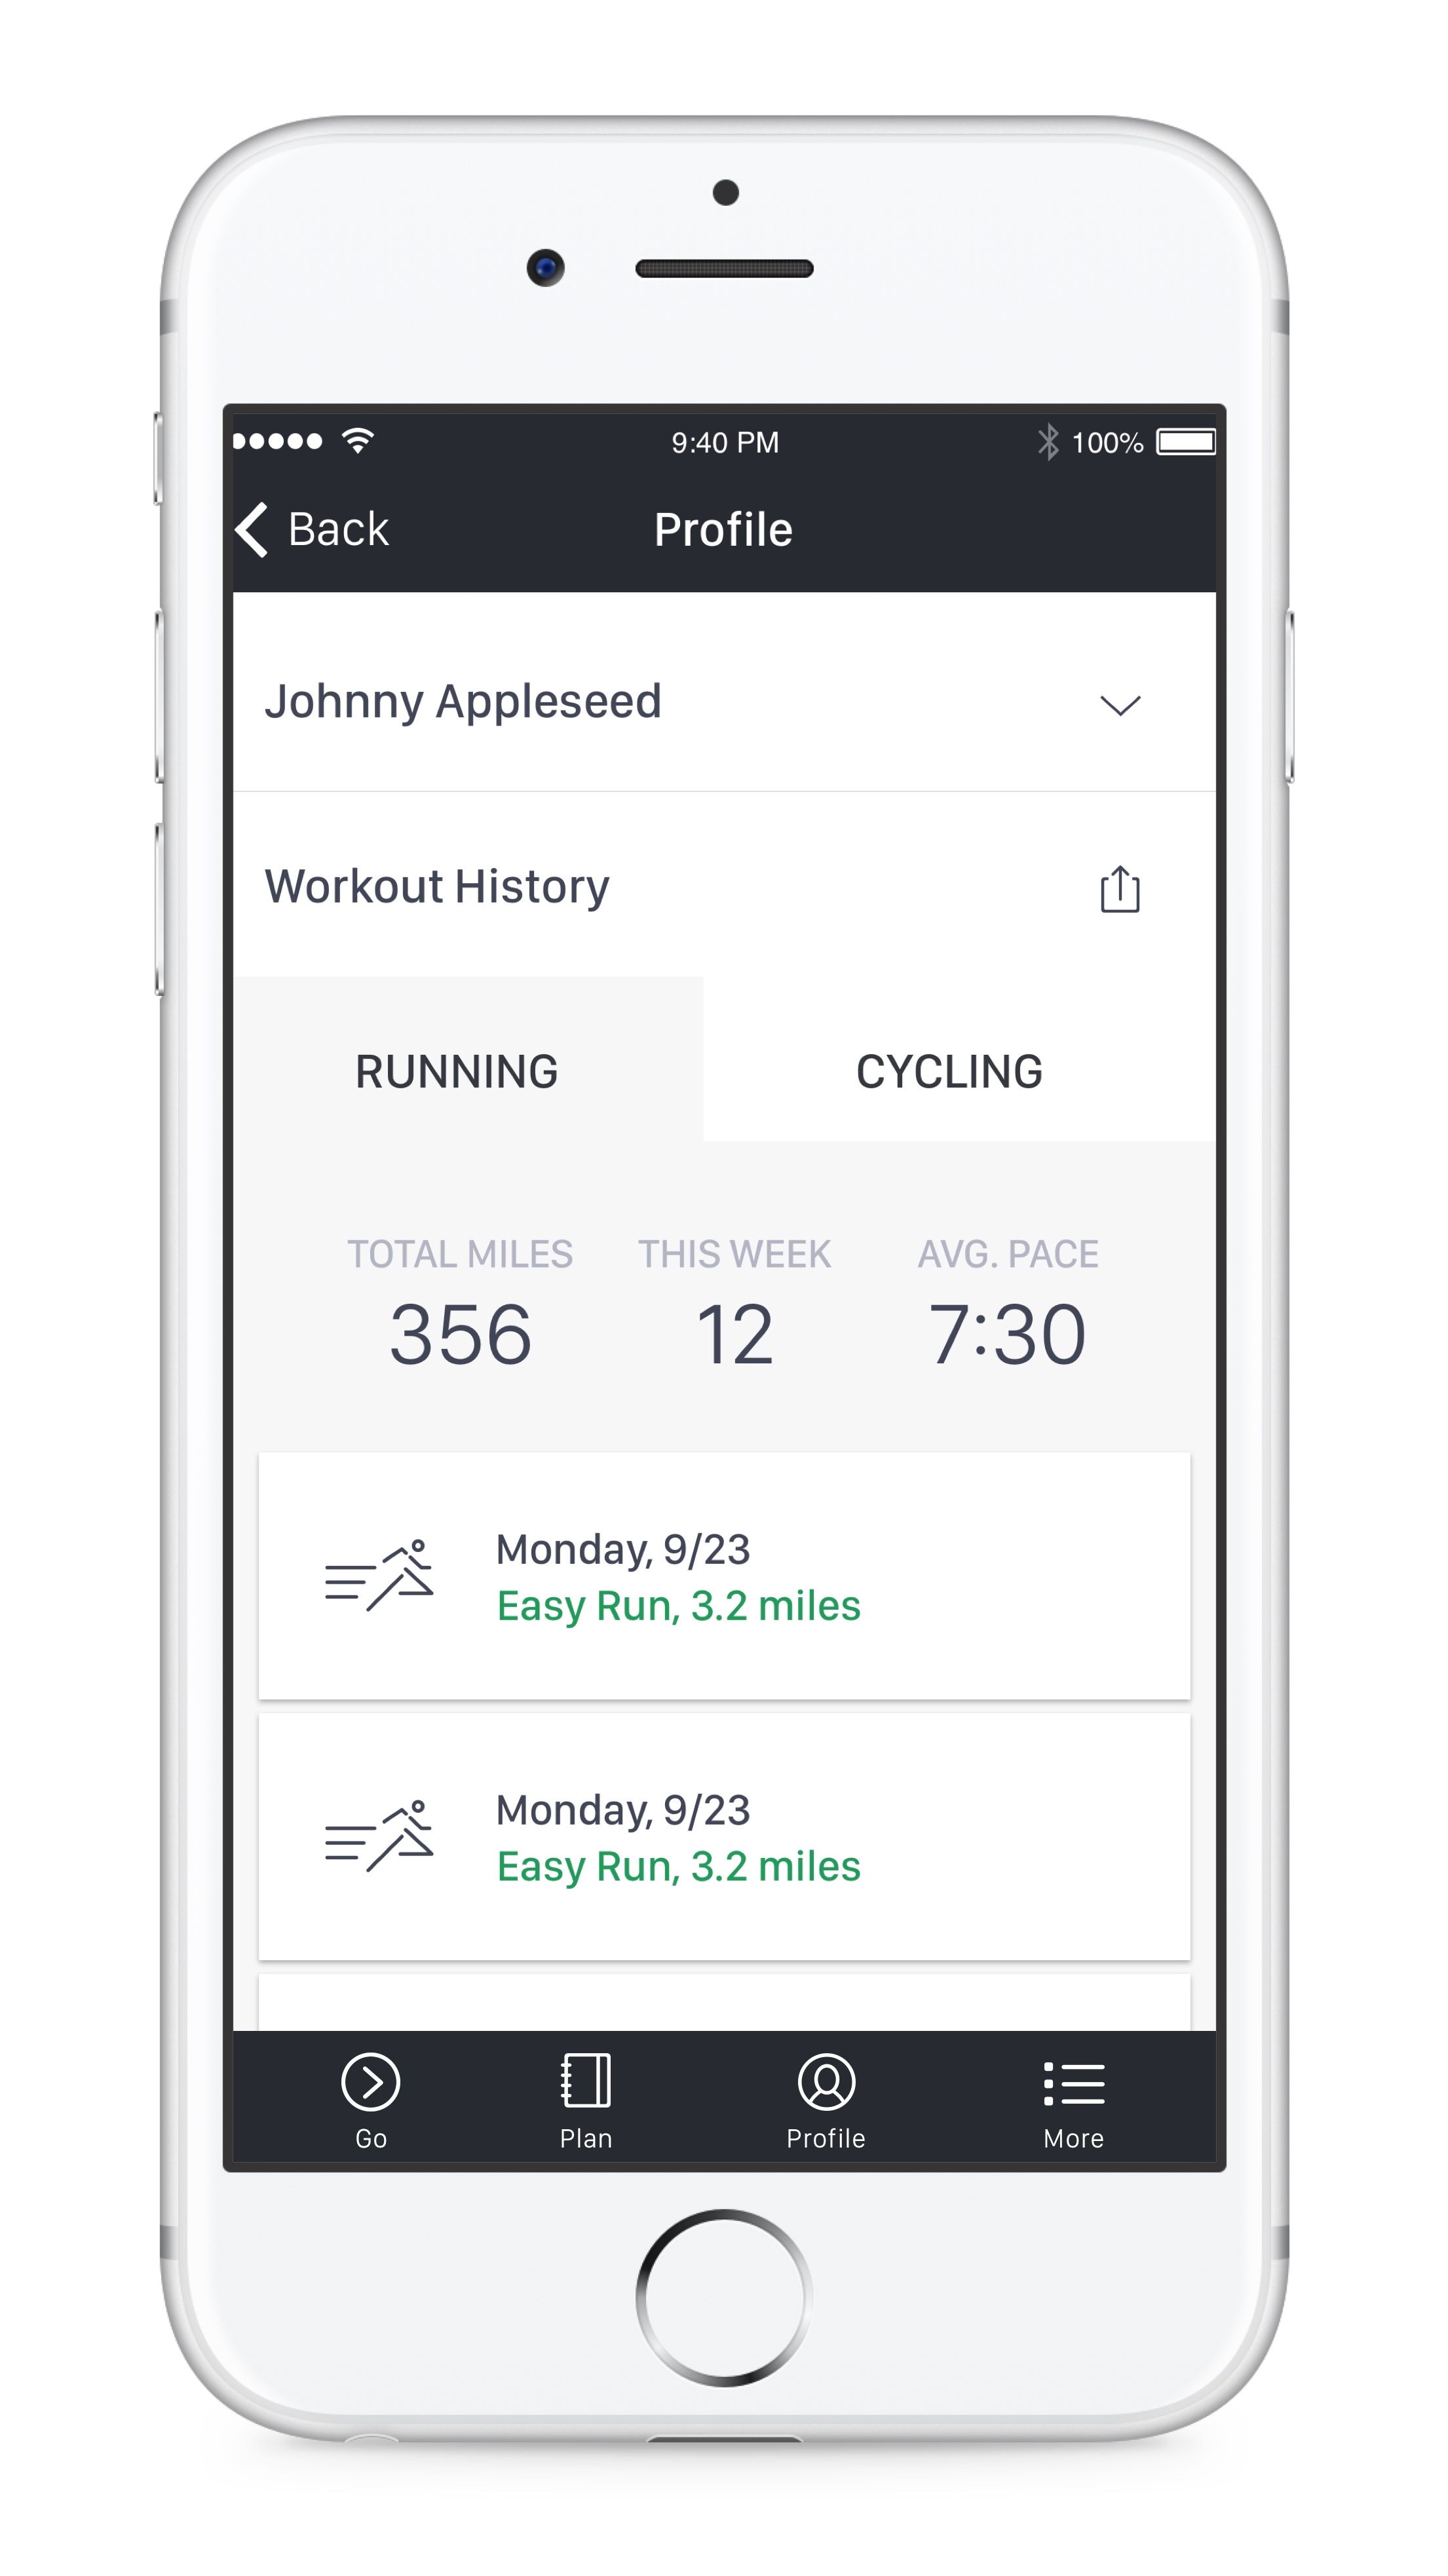 9:40 PM 100%
Back Profile
Johnny Appleseed
Workout History
RUNNING CYCLING
TOTAL MILES THIS WEEK AVG. PACE
356 12 7:30
Monday, 9/23
Easy Run, 3.2 miles
Monday, 9/23
Easy Run, 3.2 miles
Go Plan Profile More